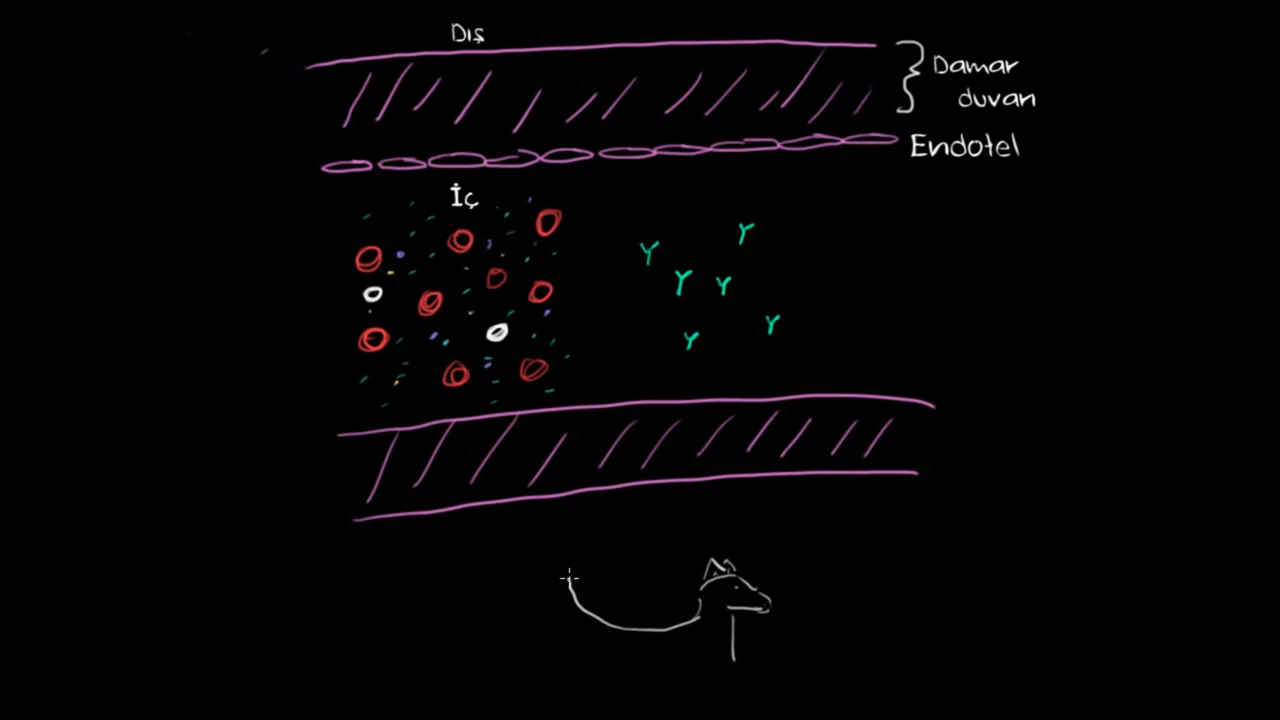 Dış
Damar
duvarı
Endotel
İç